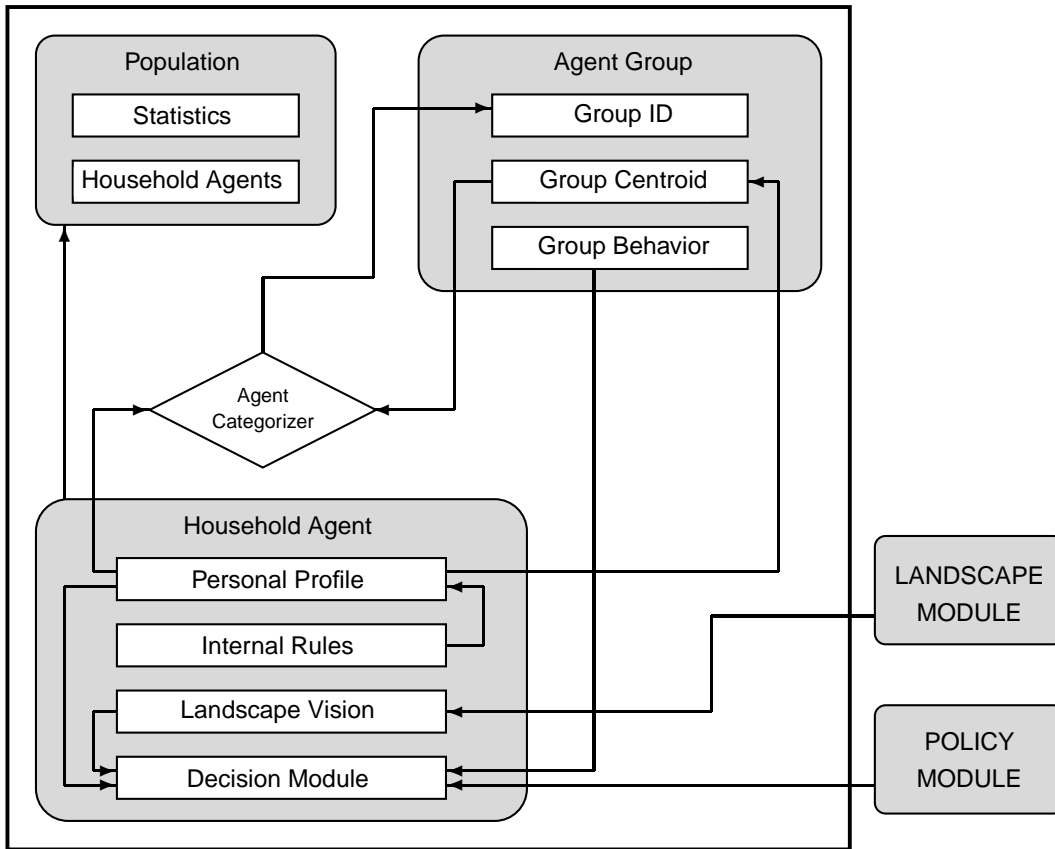 Population
Statistics
Household Agents
Agent Group
Group ID
Group Centroid
Group Behavior
Agent
Categorizer
Household Agent
Personal Profile
Internal Rules
Landscape Vision
Decision Module
LANDSCAPE
MODULE
POLICY
MODULE